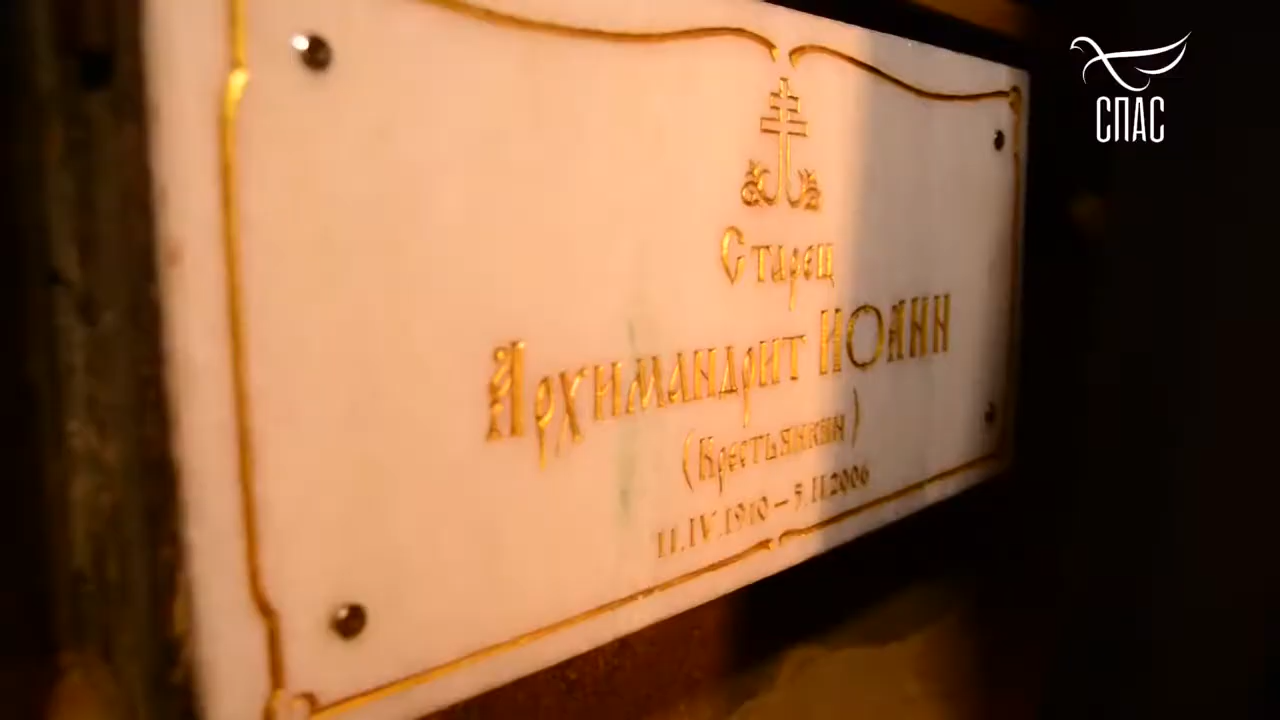 СПАС
Старец
Архимандрит ИОАНН
(Крестьянкин)
11.IV.1910 – 5.II.2006